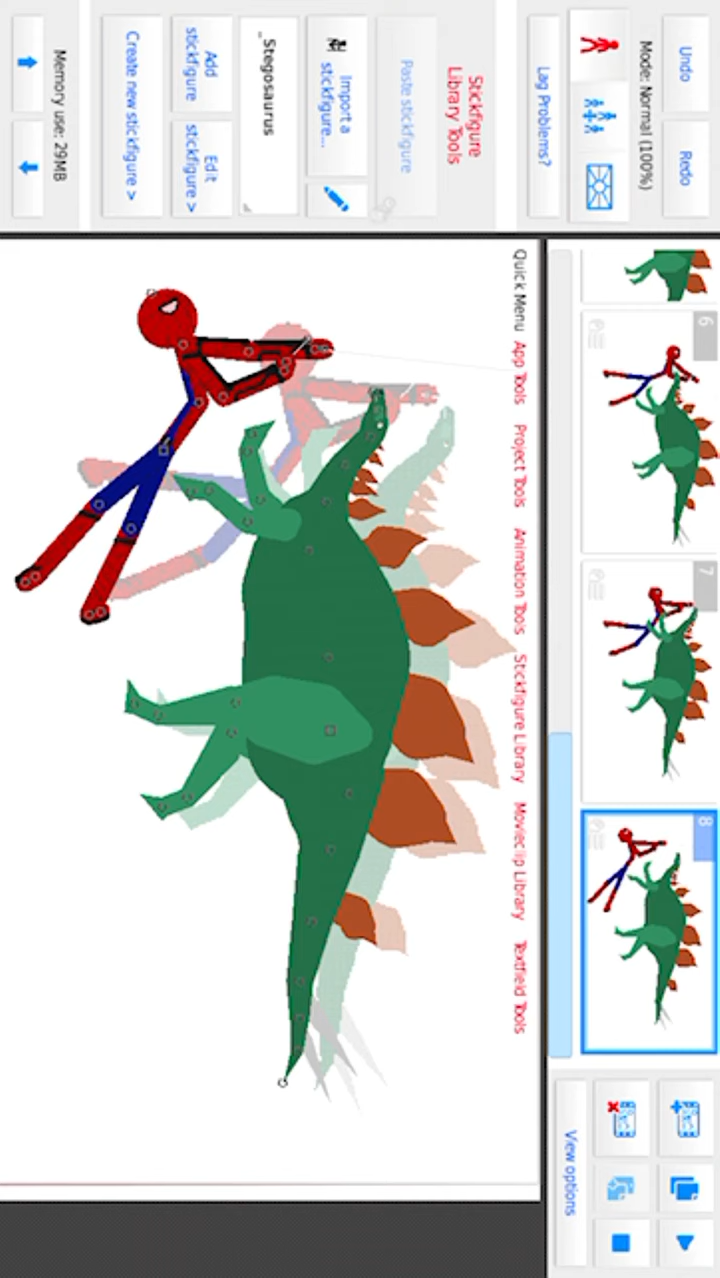 Undo
Redo
Mode: Normal (100%)
Lag Problems?
Stickfigure
Library Tools
Paste stickfigure
Import a
stickfigure...
_Stegosaurus
Add
stickfigure
Edit
stickfigure >
Create new stickfigure >
Memory use: 29MB
6
7
8
Quick Menu App Tools Project Tools Animation Tools Stickfigure Library Movieclip Library Textfield Tools
View options